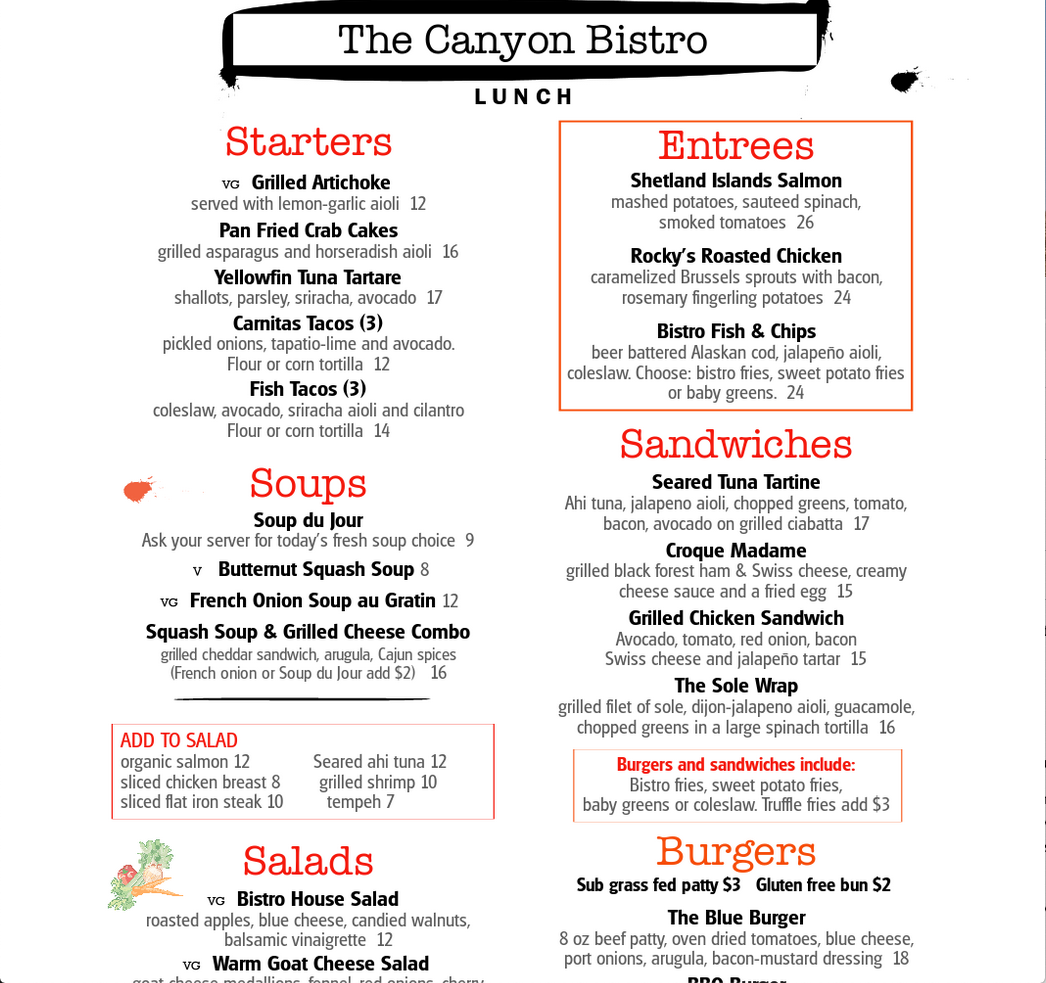 The Canyon Bistro
LUNCH
Starters
VG Grilled Artichoke
served with lemon-garlic aioli 12
Pan Fried Crab Cakes
grilled asparagus and horseradish aioli 16
Yellowfin Tuna Tartare
shallots, parsley, sriracha, avocado 17
Carnitas Tacos (3)
pickled onions, tapatio-lime and avocado.
Flour or corn tortilla 12
Fish Tacos (3)
coleslaw, avocado, sriracha aioli and cilantro
Flour or corn tortilla 14
Soups
Soup du Jour
Ask your server for today's fresh soup choice 9
V Butternut Squash Soup 8
VG French Onion Soup au Gratin 12
Squash Soup & Grilled Cheese Combo
grilled cheddar sandwich, arugula, Cajun spices
(French onion or Soup du Jour add $2) 16
ADD TO SALAD
organic salmon 12 Seared ahi tuna 12
sliced chicken breast 8 grilled shrimp 10
sliced flat iron steak 10 tempeh 7
Salads
VG Bistro House Salad
roasted apples, blue cheese, candied walnuts,
balsamic vinaigrette 12
VG Warm Goat Cheese Salad
goat cheese medallions, fennel, red onions, cherry
Entrees
Shetland Islands Salmon
mashed potatoes, sauteed spinach,
smoked tomatoes 26
Rocky's Roasted Chicken
caramelized Brussels sprouts with bacon,
rosemary fingerling potatoes 24
Bistro Fish & Chips
beer battered Alaskan cod, jalapeño aioli,
coleslaw. Choose: bistro fries, sweet potato fries
or baby greens. 24
Sandwiches
Seared Tuna Tartine
Ahi tuna, jalapeno aioli, chopped greens, tomato,
bacon, avocado on grilled ciabatta 17
Croque Madame
grilled black forest ham & Swiss cheese, creamy
cheese sauce and a fried egg 15
Grilled Chicken Sandwich
Avocado, tomato, red onion, bacon
Swiss cheese and jalapeño tartar 15
The Sole Wrap
grilled filet of sole, dijon-jalapeno aioli, guacamole,
chopped greens in a large spinach tortilla 16
Burgers and sandwiches include:
Bistro fries, sweet potato fries,
baby greens or coleslaw. Truffle fries add $3
Burgers
Sub grass fed patty $3 Gluten free bun $2
The Blue Burger
8 oz beef patty, oven dried tomatoes, blue cheese,
port onions, arugula, bacon-mustard dressing 18
BBQ Burger